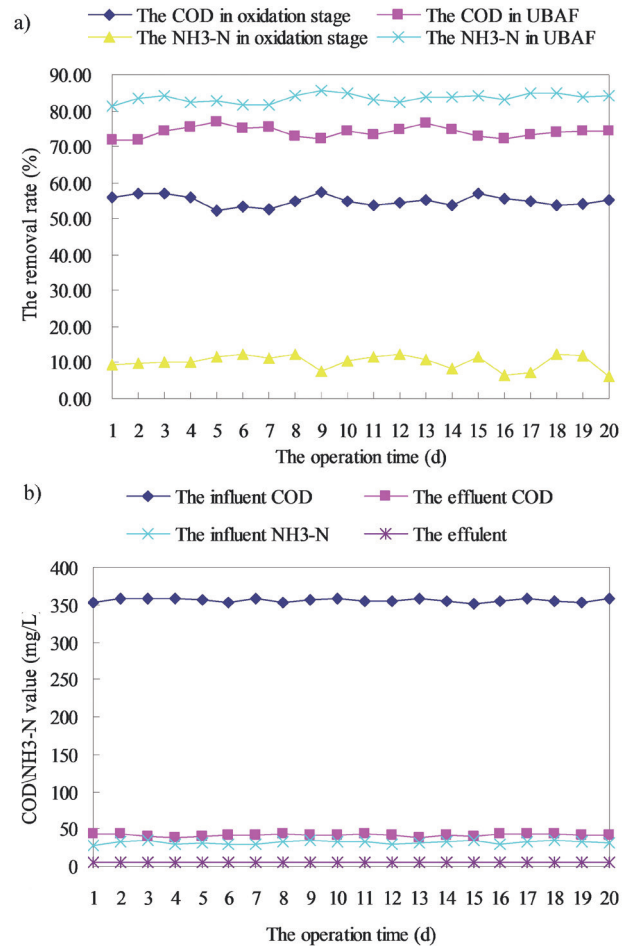 a)
The COD in oxidation stage The COD in UBAF
The NH3-N in oxidation stage The NH3-N in UBAF
The removal rate (%)
90.00
80.00
70.00
60.00
50.00
40.00
30.00
20.00
10.00
0.00
1 2 3 4 5 6 7 8 9 10 11 12 13 14 15 16 17 18 19 20
The operation time (d)
b)
The influent COD The effluent COD
The influent NH3-N The effulent
COD\NH3-N value (mg/L)
400
350
300
250
200
150
100
50
0
1 2 3 4 5 6 7 8 9 10 11 12 13 14 15 16 17 18 19 20
The operation time (d)